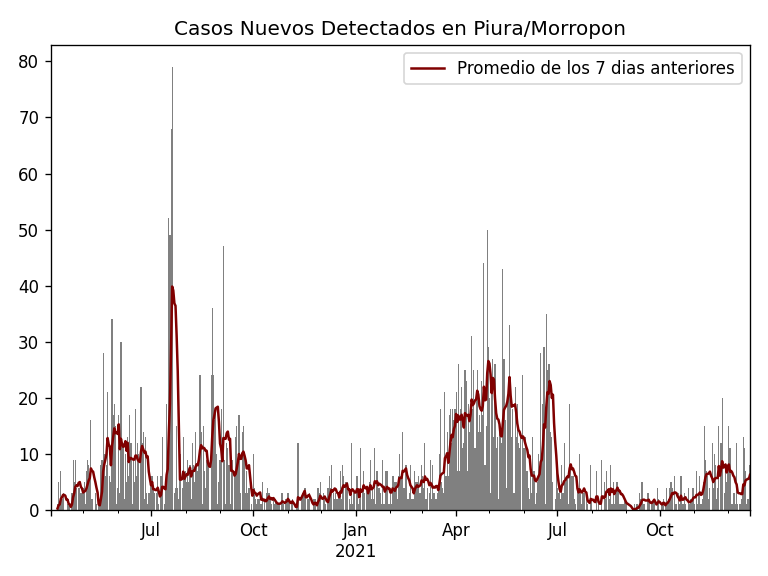 Casos Nuevos Detectados en Piura/Morropon
Promedio de los 7 dias anteriores
80
70
60
50
40
30
20
10
0
Jul
Oct
Jan
2021
Apr
Jul
Oct